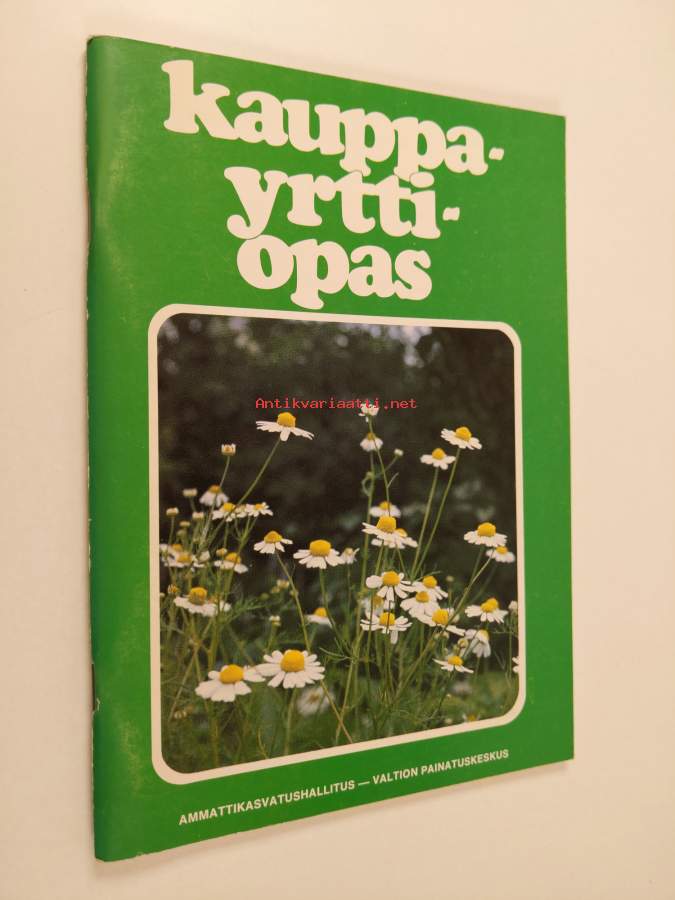 kauppa-
yrtti-
opas
Antikvariaatti.net
AMMATTIKASVATUSHALLITUS — VALTION PAINATUSKESKUS